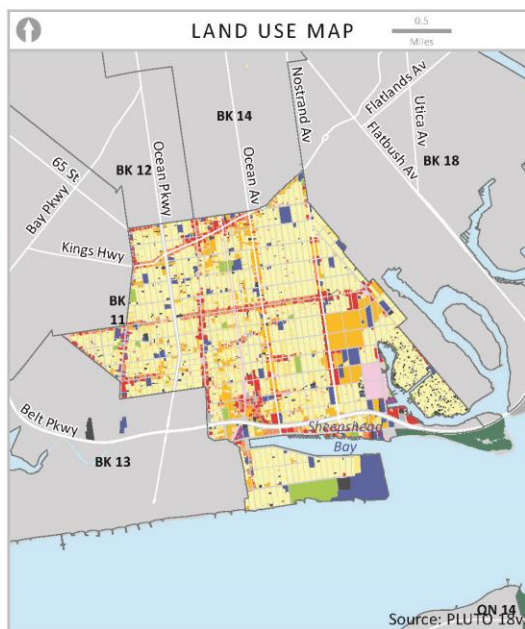 LAND USE MAP
0.5
Miles
Nostrand Av
Flatlands Av
Utica Av
BK 14
Flatbush Av
BK 12
Ocean Pkwy
Ocean Av
BK 18
65 St
Bay Pkwy
Kings Hwy
BK
11
Belt Pkwy
Sheepshead
Bay
BK 13
QN 14
Source: PLUTO 18v